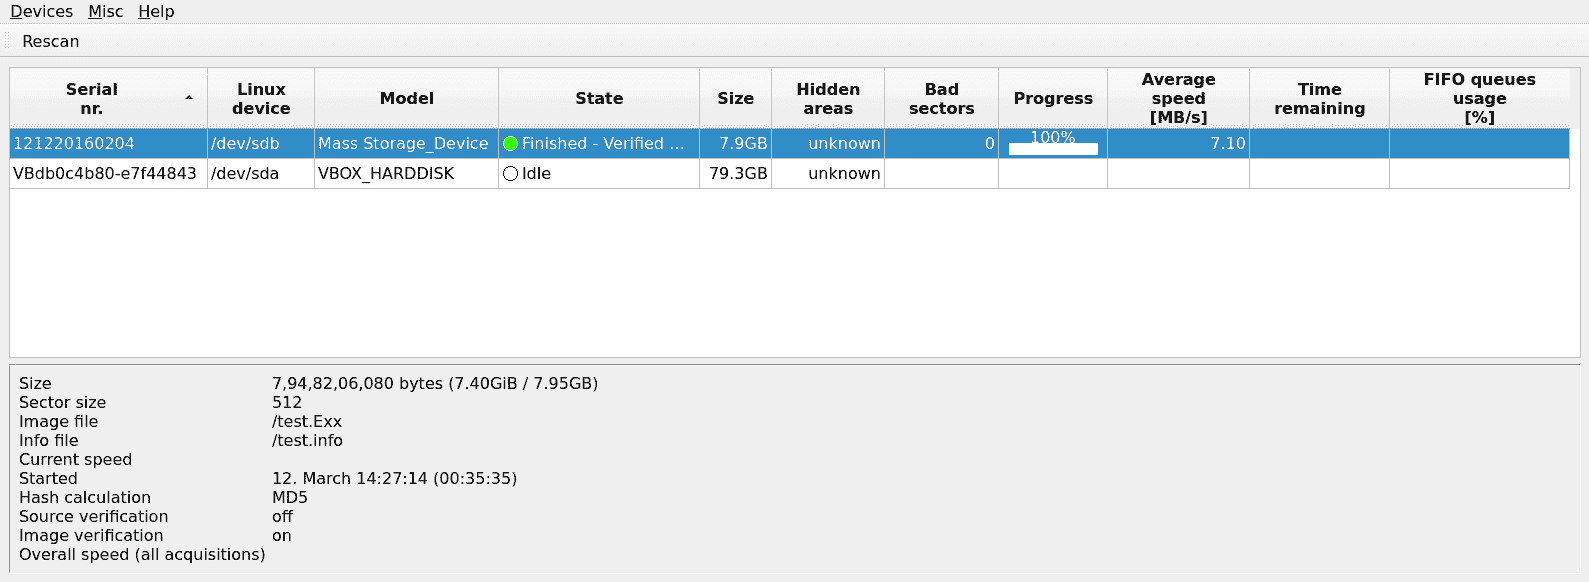 Devices Misc Help
Rescan
Serial nr. Linux device Model State Size Hidden areas Bad sectors Progress Average speed [MB/s] Time remaining FIFO queues usage [%]
121220160204 /dev/sdb Mass Storage_Device Finished - Verified ... 7.9GB unknown 0 100% 7.10
VBdb0c4b80-e7f44843 /dev/sda VBOX_HARDDISK Idle 79.3GB unknown
Size 7,94,82,06,080 bytes (7.40GiB / 7.95GB)
Sector size 512
Image file /test.Exx
Info file /test.info
Current speed
Started 12. March 14:27:14 (00:35:35)
Hash calculation MD5
Source verification off
Image verification on
Overall speed (all acquisitions)